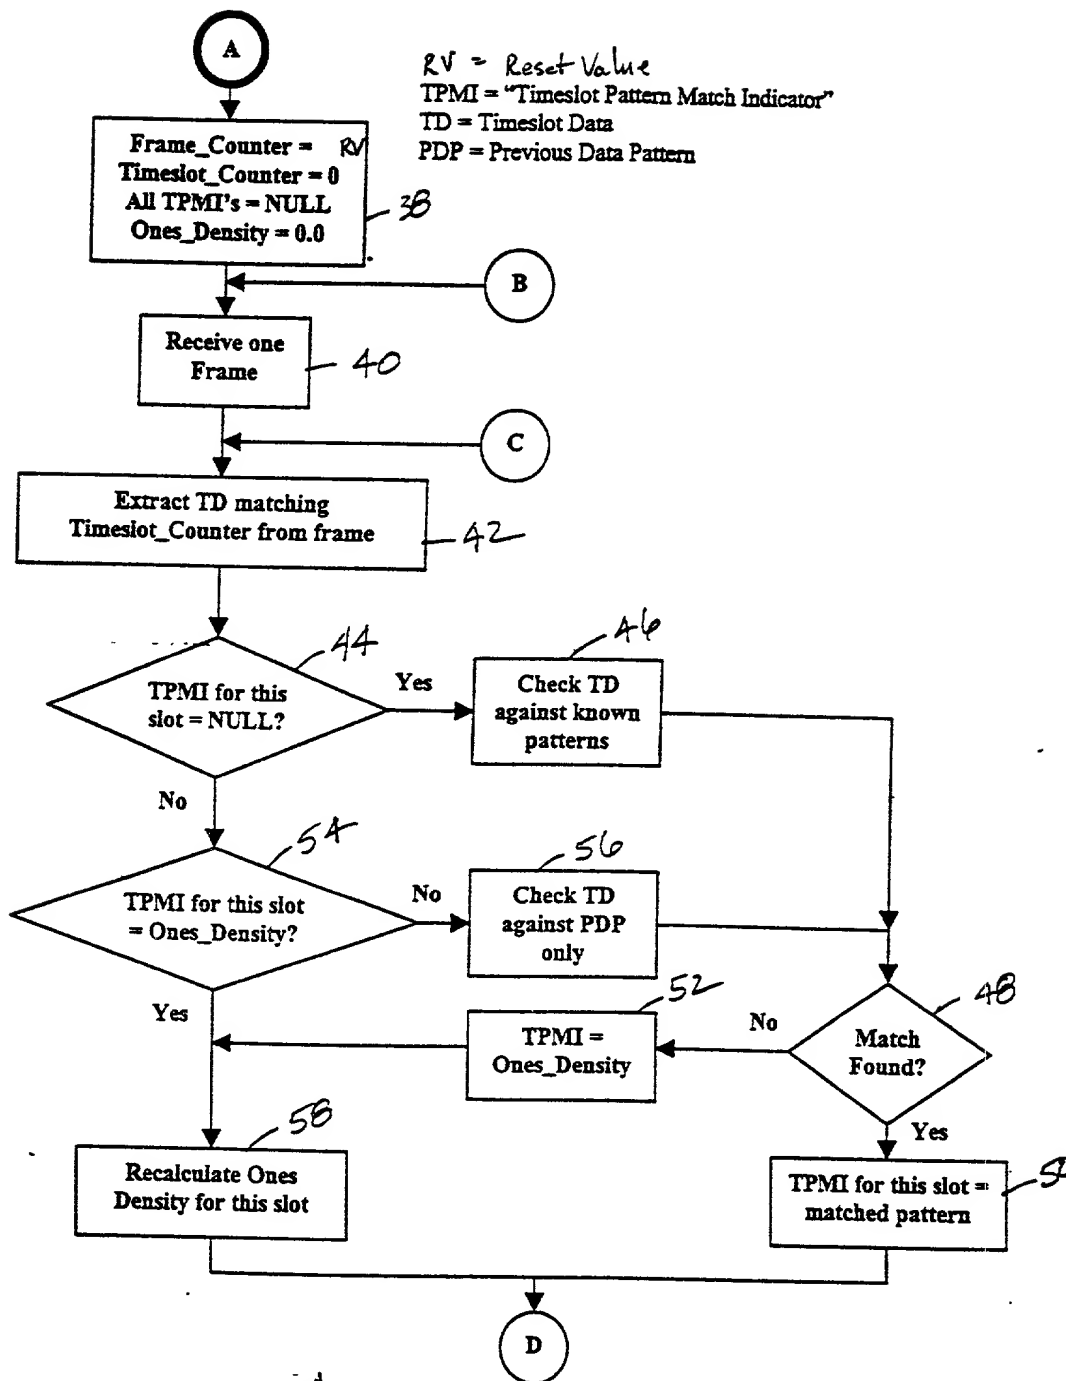 A
RV = Reset Value
TPMI = "Timeslot Pattern Match Indicator"
TD = Timeslot Data
PDP = Previous Data Pattern
Frame_Counter = RV
Timeslot_Counter = 0
All TPMI's = NULL
Ones_Density = 0.0
38
B
Receive one
Frame
40
C
Extract TD matching
Timeslot_Counter from frame
42
44
TPMI for this
slot = NULL?
Yes
46
Check TD
against known
patterns
No
54
TPMI for this slot
= Ones_Density?
No
56
Check TD
against PDP
only
Yes
52
TPMI =
Ones_Density
No
48
Match
Found?
Yes
58
Recalculate Ones
Density for this slot
TPMI for this slot =
matched pattern
D